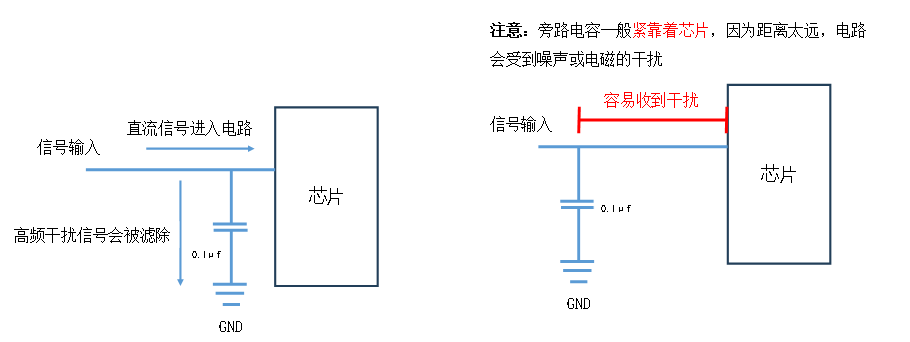 注意：旁路电容一般紧靠着芯片，因为距离太远，电路
会受到噪声或电磁的干扰
直流信号进入电路
信号输入
芯片
高频干扰信号会被滤除
0.1μf
GND
容易收到干扰
信号输入
芯片
0.1μf
GND